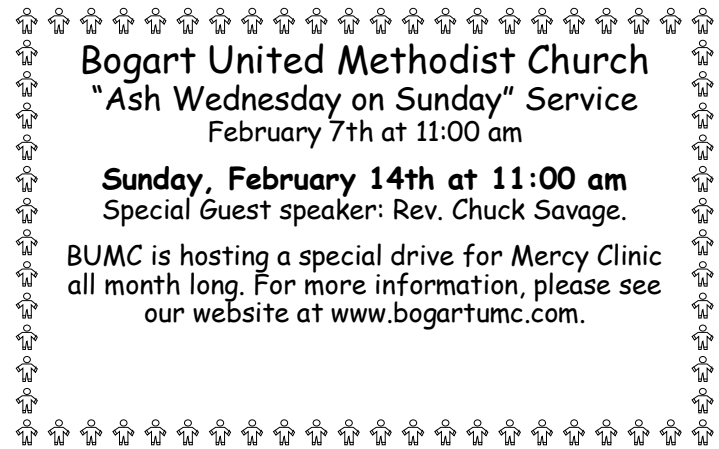 Bogart United Methodist Church
“Ash Wednesday on Sunday” Service
February 7th at 11:00 am
Sunday, February 14th at 11:00 am
Special Guest speaker: Rev. Chuck Savage.
BUMC is hosting a special drive for Mercy Clinic
all month long. For more information, please see
our website at www.bogartumc.com.